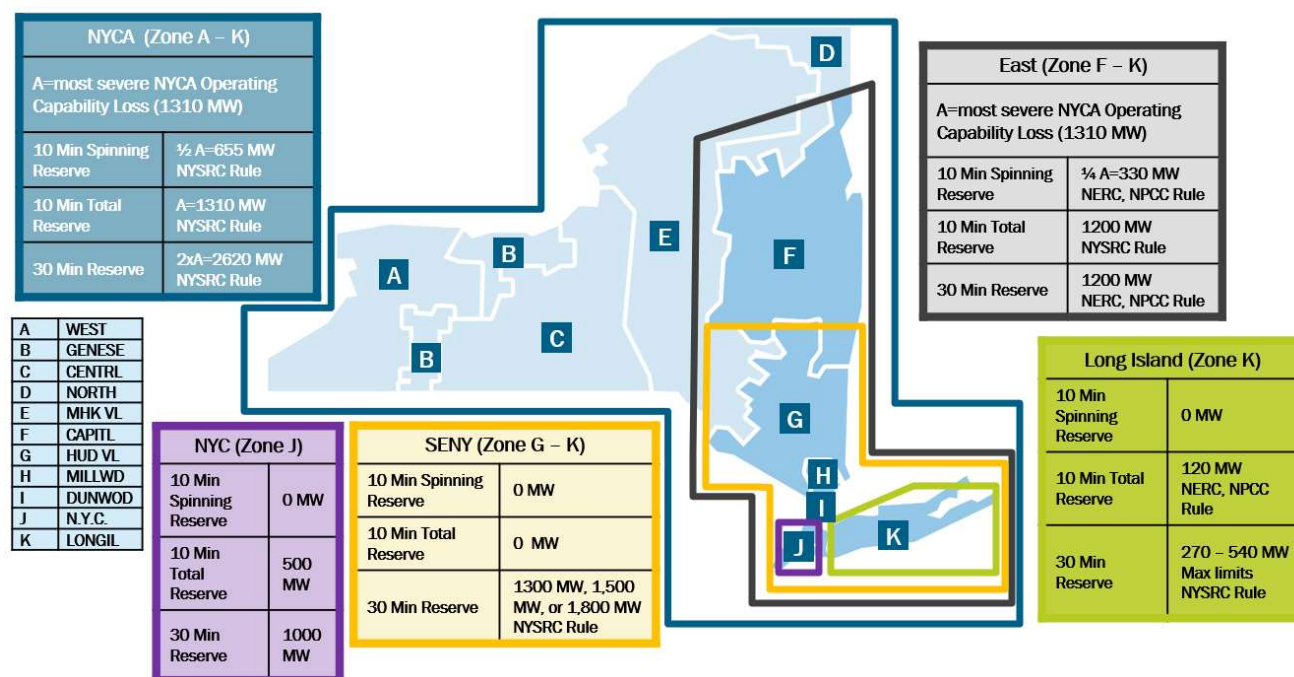 NYCA (Zone A – K)
A=most severe NYCA Operating
Capability Loss (1310 MW)
10 Min Spinning
Reserve
½ A=655 MW
NYSRC Rule
10 Min Total
Reserve
A=1310 MW
NYSRC Rule
30 Min Reserve
2xA=2620 MW
NYSRC Rule
A WEST
B GENESE
C CENTRL
D NORTH
E MHK VL
F CAPITL
G HUD VL
H MILLWD
I DUNWOD
J N.Y.C.
K LONGIL
NYC (Zone J)
10 Min
Spinning
Reserve
0 MW
10 Min
Total
Reserve
500
MW
30 Min
Reserve
1000
MW
SENY (Zone G – K)
10 Min Spinning
Reserve
0 MW
10 Min Total
Reserve
0 MW
30 Min Reserve
1300 MW, 1,500
MW, or 1,800 MW
NYSRC Rule
D
E
B
F
A
C
B
G
H
I
J
K
East (Zone F – K)
A=most severe NYCA Operating
Capability Loss (1310 MW)
10 Min Spinning
Reserve
¼ A=330 MW
NERC, NPCC Rule
10 Min Total
Reserve
1200 MW
NYSRC Rule
30 Min Reserve
1200 MW
NERC, NPCC Rule
Long Island (Zone K)
10 Min
Spinning
Reserve
0 MW
10 Min Total
Reserve
120 MW
NERC, NPCC
Rule
30 Min
Reserve
270 – 540 MW
Max limits
NYSRC Rule